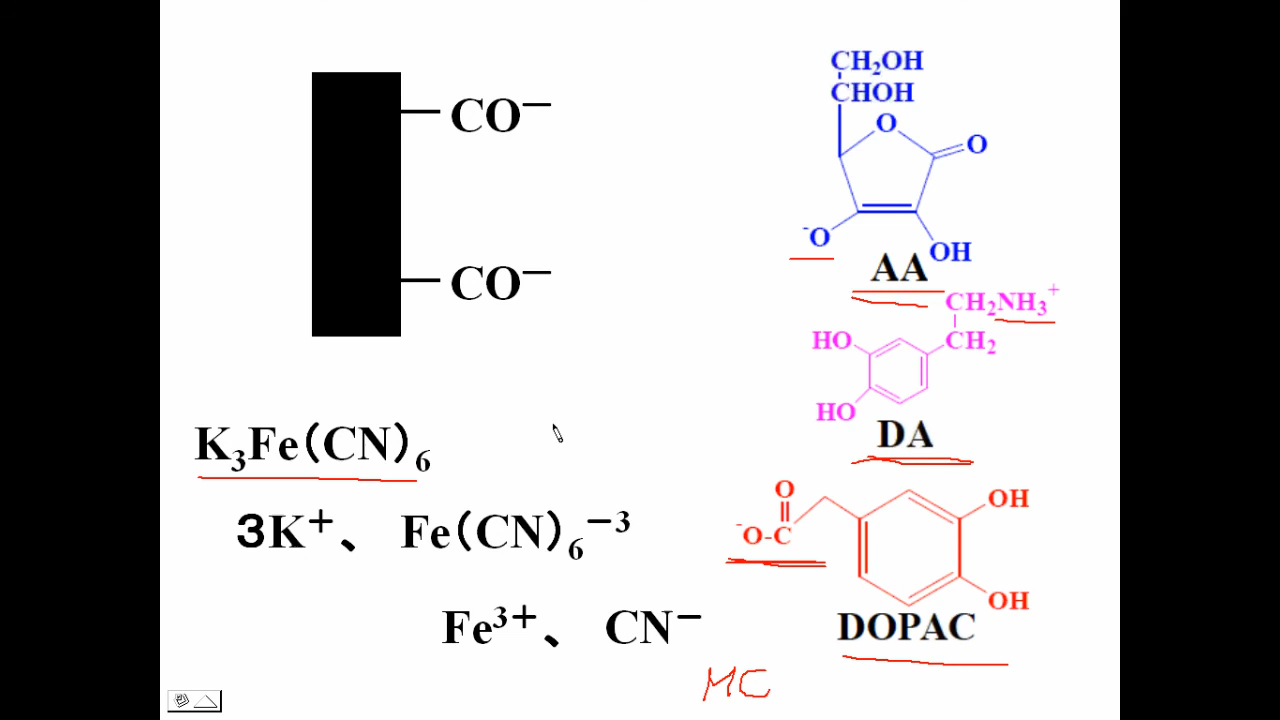 —CO⁻
—CO⁻
K₃Fe(CN)₆
3K⁺、 Fe(CN)₆⁻³
Fe³⁺、 CN⁻
MC
CH₂OH
CHOH
O
O
⁻O
OH
AA
CH₂NH₃⁺
CH₂
HO
HO
DA
O
⁻O-C
OH
OH
DOPAC